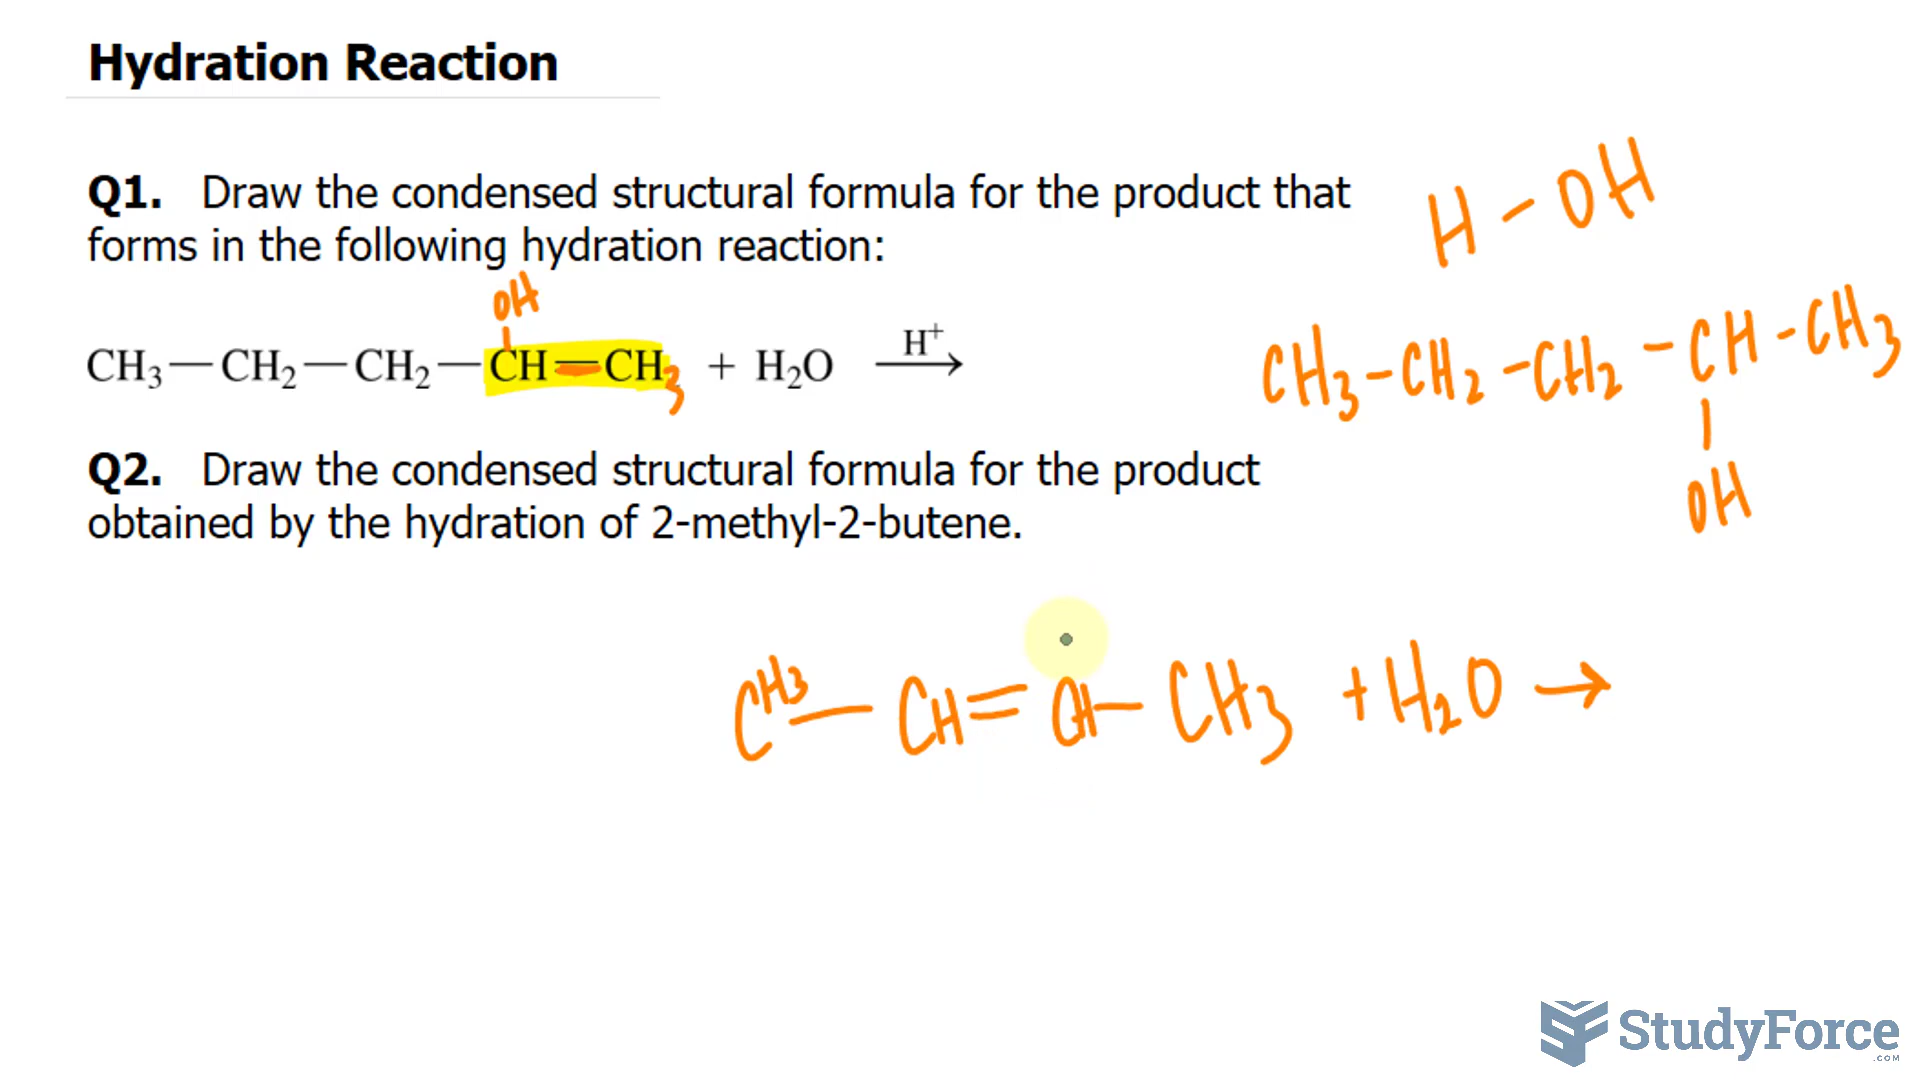 Hydration Reaction
Q1. Draw the condensed structural formula for the product that
forms in the following hydration reaction:
H - OH
OH
CH₃—CH₂—CH₂—CH=CH₃ + H₂O H⁺→
CH3-CH2-CH2-CH-CH3
OH
Q2. Draw the condensed structural formula for the product
obtained by the hydration of 2-methyl-2-butene.
CH3—CH=CH—CH3 + H2O →
StudyForce
.COM